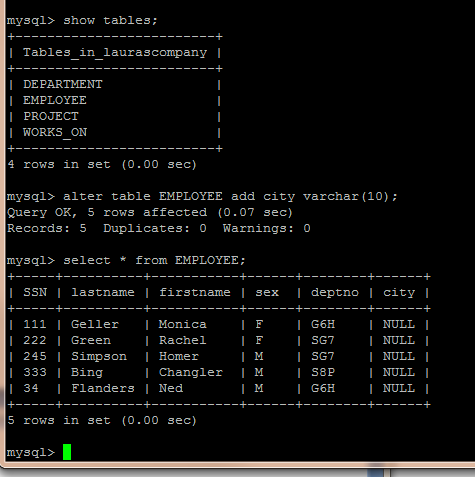 mysql> show tables;
+-------------------------+
| Tables_in_laurascompany |
+-------------------------+
| DEPARTMENT              |
| EMPLOYEE                |
| PROJECT                 |
| WORKS_ON                |
+-------------------------+
4 rows in set (0.00 sec)
mysql> alter table EMPLOYEE add city varchar(10);
Query OK, 5 rows affected (0.07 sec)
Records: 5  Duplicates: 0  Warnings: 0
mysql> select * from EMPLOYEE;
+-----+----------+-----------+------+--------+------+
| SSN | lastname | firstname | sex  | deptno | city |
+-----+----------+-----------+------+--------+------+
| 111 | Geller   | Monica    | F    | G6H    | NULL |
| 222 | Green    | Rachel    | F    | SG7    | NULL |
| 245 | Simpson  | Homer     | M    | SG7    | NULL |
| 333 | Bing     | Changler  | M    | S8P    | NULL |
| 34  | Flanders | Ned       | M    | G6H    | NULL |
+-----+----------+-----------+------+--------+------+
5 rows in set (0.00 sec)
mysql>